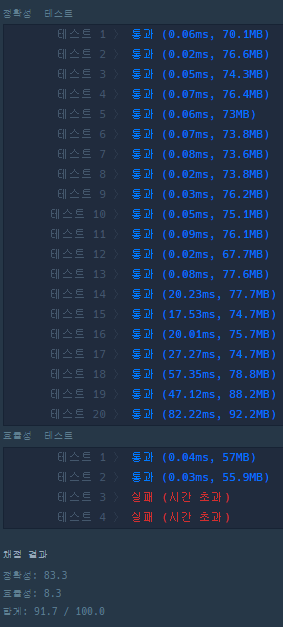 정확성 테스트
테스트 1 〉 통과 (0.06ms, 70.1MB)
테스트 2 〉 통과 (0.02ms, 76.6MB)
테스트 3 〉 통과 (0.05ms, 74.3MB)
테스트 4 〉 통과 (0.07ms, 76.4MB)
테스트 5 〉 통과 (0.06ms, 73MB)
테스트 6 〉 통과 (0.07ms, 73.8MB)
테스트 7 〉 통과 (0.08ms, 73.6MB)
테스트 8 〉 통과 (0.02ms, 73.8MB)
테스트 9 〉 통과 (0.03ms, 76.2MB)
테스트 10 〉 통과 (0.05ms, 75.1MB)
테스트 11 〉 통과 (0.09ms, 76.1MB)
테스트 12 〉 통과 (0.02ms, 67.7MB)
테스트 13 〉 통과 (0.08ms, 77.6MB)
테스트 14 〉 통과 (20.23ms, 77.7MB)
테스트 15 〉 통과 (17.53ms, 74.7MB)
테스트 16 〉 통과 (20.01ms, 75.7MB)
테스트 17 〉 통과 (27.27ms, 74.7MB)
테스트 18 〉 통과 (57.35ms, 78.8MB)
테스트 19 〉 통과 (47.12ms, 88.2MB)
테스트 20 〉 통과 (82.22ms, 92.2MB)
효율성 테스트
테스트 1 〉 통과 (0.04ms, 57MB)
테스트 2 〉 통과 (0.03ms, 55.9MB)
테스트 3 〉 실패 (시간 초과)
테스트 4 〉 실패 (시간 초과)
채점 결과
정확성: 83.3
효율성: 8.3
합계: 91.7 / 100.0